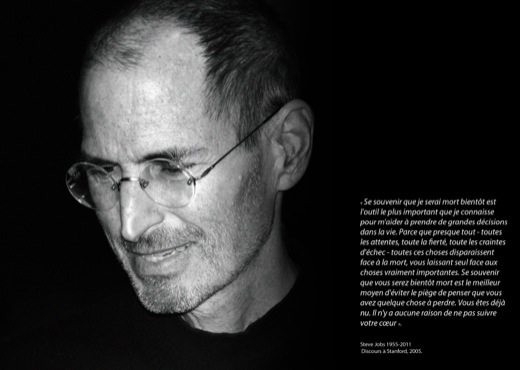 « Se souvenir que je serai mort bientôt est
l'outil le plus important que je connaisse
pour m'aider à prendre de grandes décisions
dans la vie. Parce que presque tout - toutes
les attentes, toute la fierté, toute les craintes
d'échec - toutes ces choses disparaissent
face à la mort, vous laissant seul face aux
choses vraiment importantes. Se souvenir
que vous serez bientôt mort est le meilleur
moyen d'éviter le piège de penser que vous
avez quelque chose à perdre. Vous êtes déjà
nu. Il n'y a aucune raison de ne pas suivre
votre cœur ».
Steve Jobs 1955-2011
Discours à Stanford, 2005.